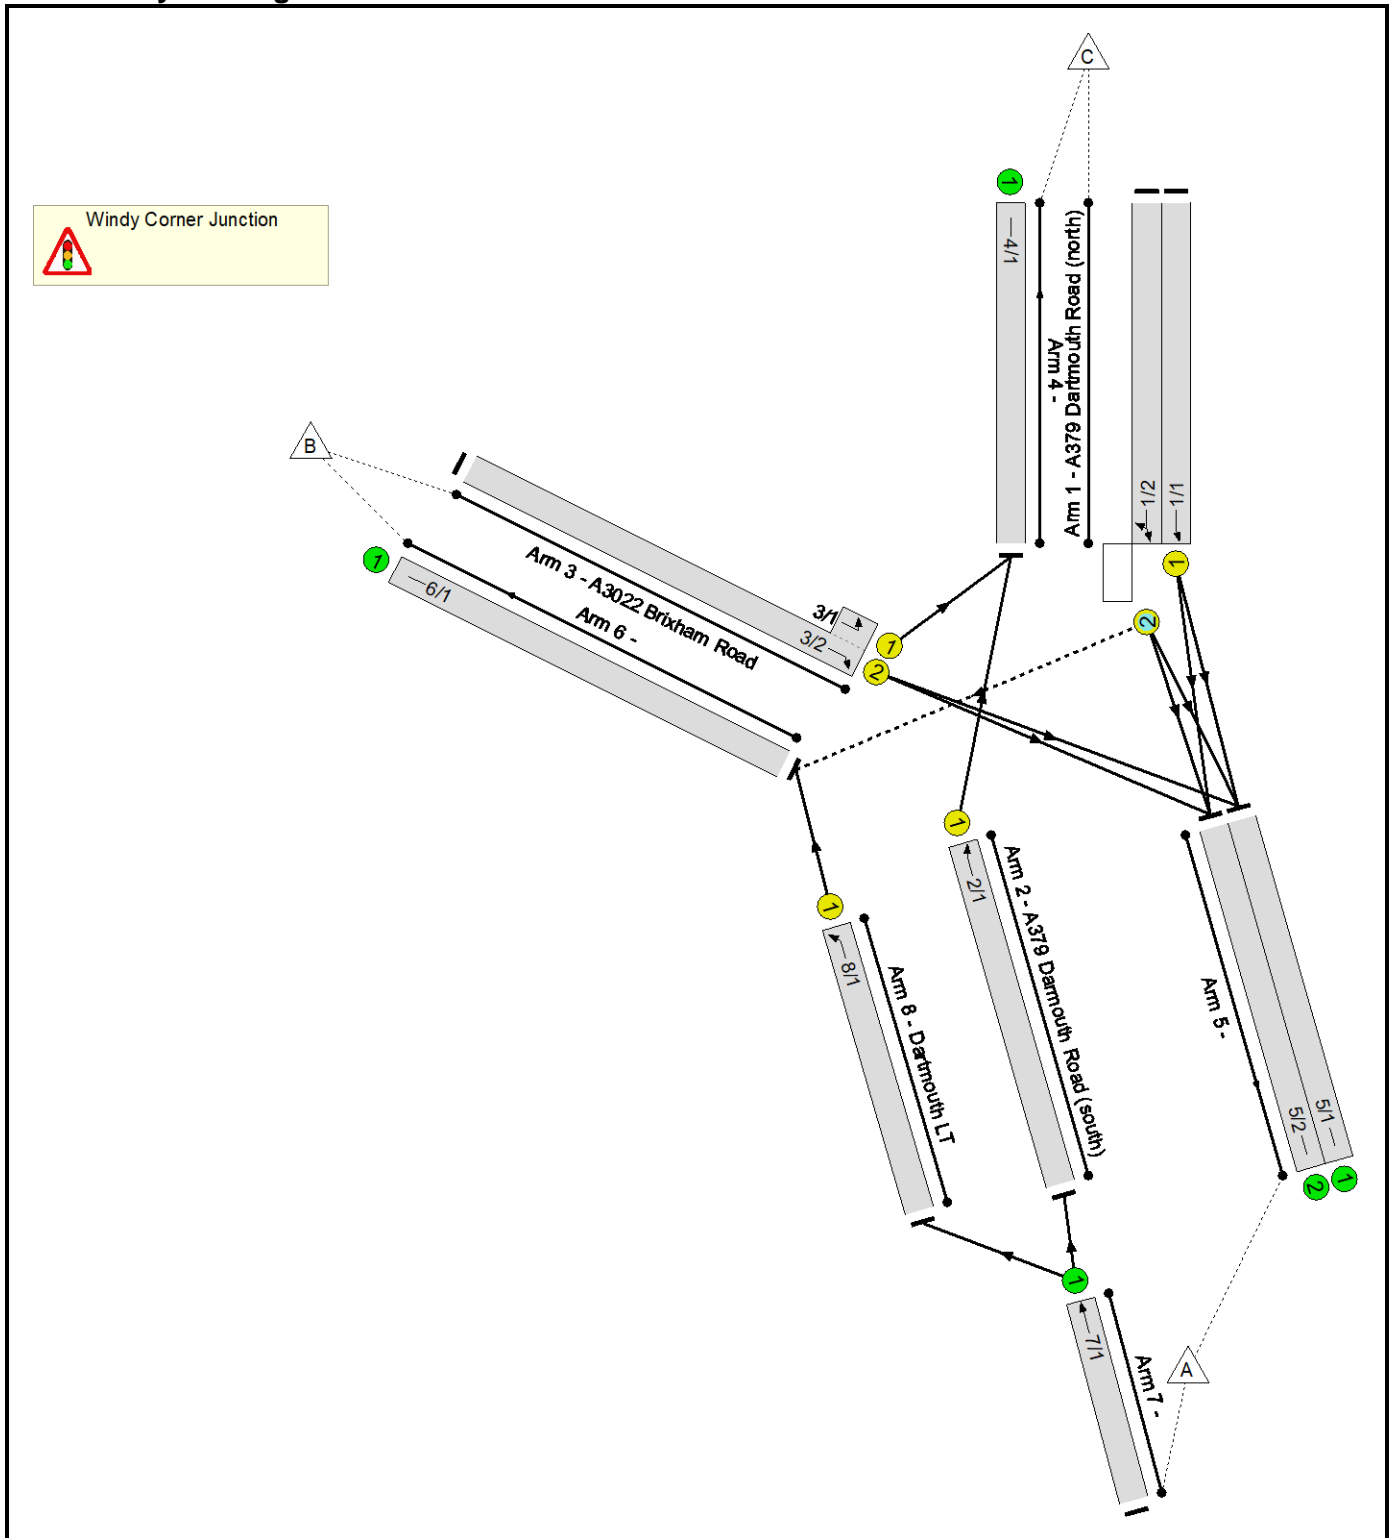 C
Windy Corner Junction
1
4/1
Arm 4 -
Arm 1 - A379 Dartmouth Road (north)
1/2
1/1
1
2
B
1
6/1
Arm 3 - A3022 Brixham Road
Arm 6 -
3/1
3/2
1
2
1
2/1
Arm 2 - A379 Darmouth Road (south)
1
8/1
Arm 8 - Dartmouth LT
Arm 5 -
5/1
5/2
1
2
1
7/1
Arm 7 -
A